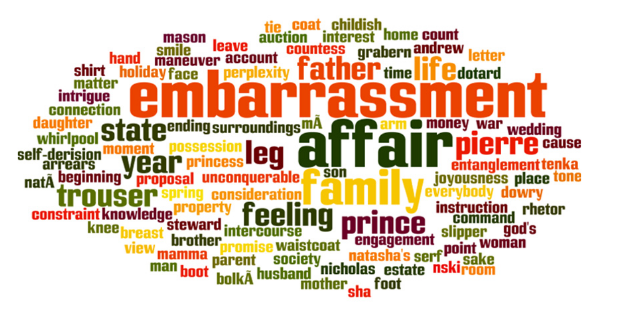 tie coat childish
mason auction interest home count
smile leave countess grabern andrew letter
hand maneuver account father time life dotard
shirt holiday face perplexity
matter embarrassment
intrigue
connection
daughter state ending surroundings mÃ arm money war wedding
whirlpool affair pierre cause
self-derision moment possession leg
arrears year princess son entanglement tenka
natÃ beginning proposal unconquerable family joyousness place tone
trouser spring consideration everybody dowry
constraint knowledge property feeling prince instruction rhetor
knee breast steward intercourse command
view brother promise waistcoat engagement slipper god's
mamma society natasha's serf point woman
man boot parent nicholas estate nski room sake
bolkÃ husband mother foot
sha